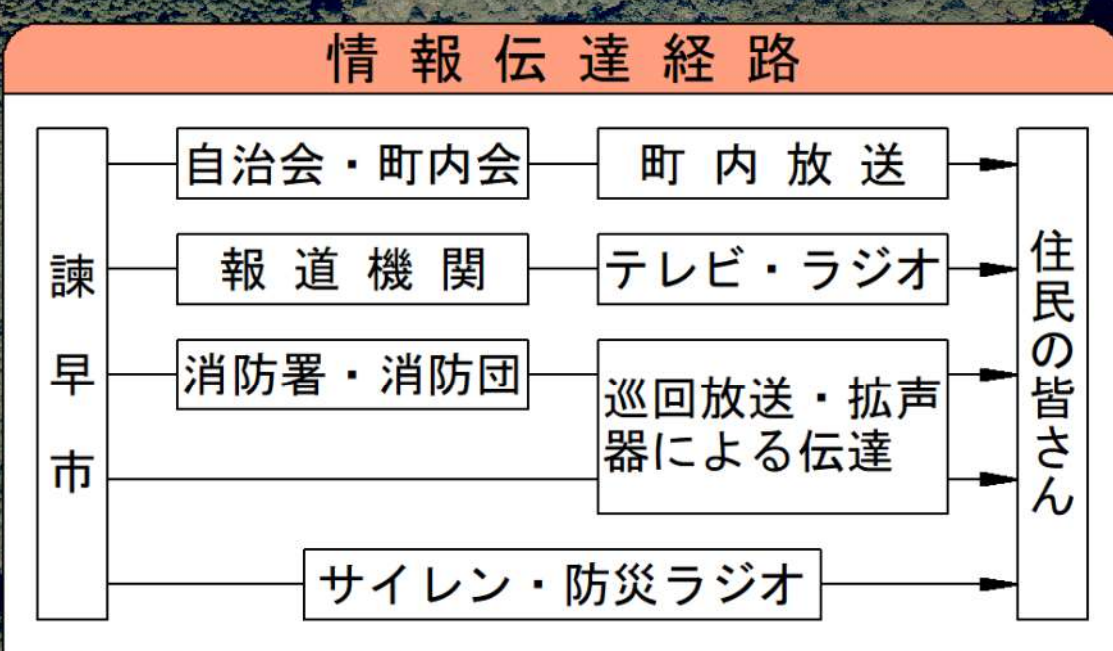 情報伝達経路
諫早市
自治会・町内会
町内放送
報道機関
テレビ・ラジオ
消防署・消防団
巡回放送・拡声
器による伝達
サイレン・防災ラジオ
住民の皆さん